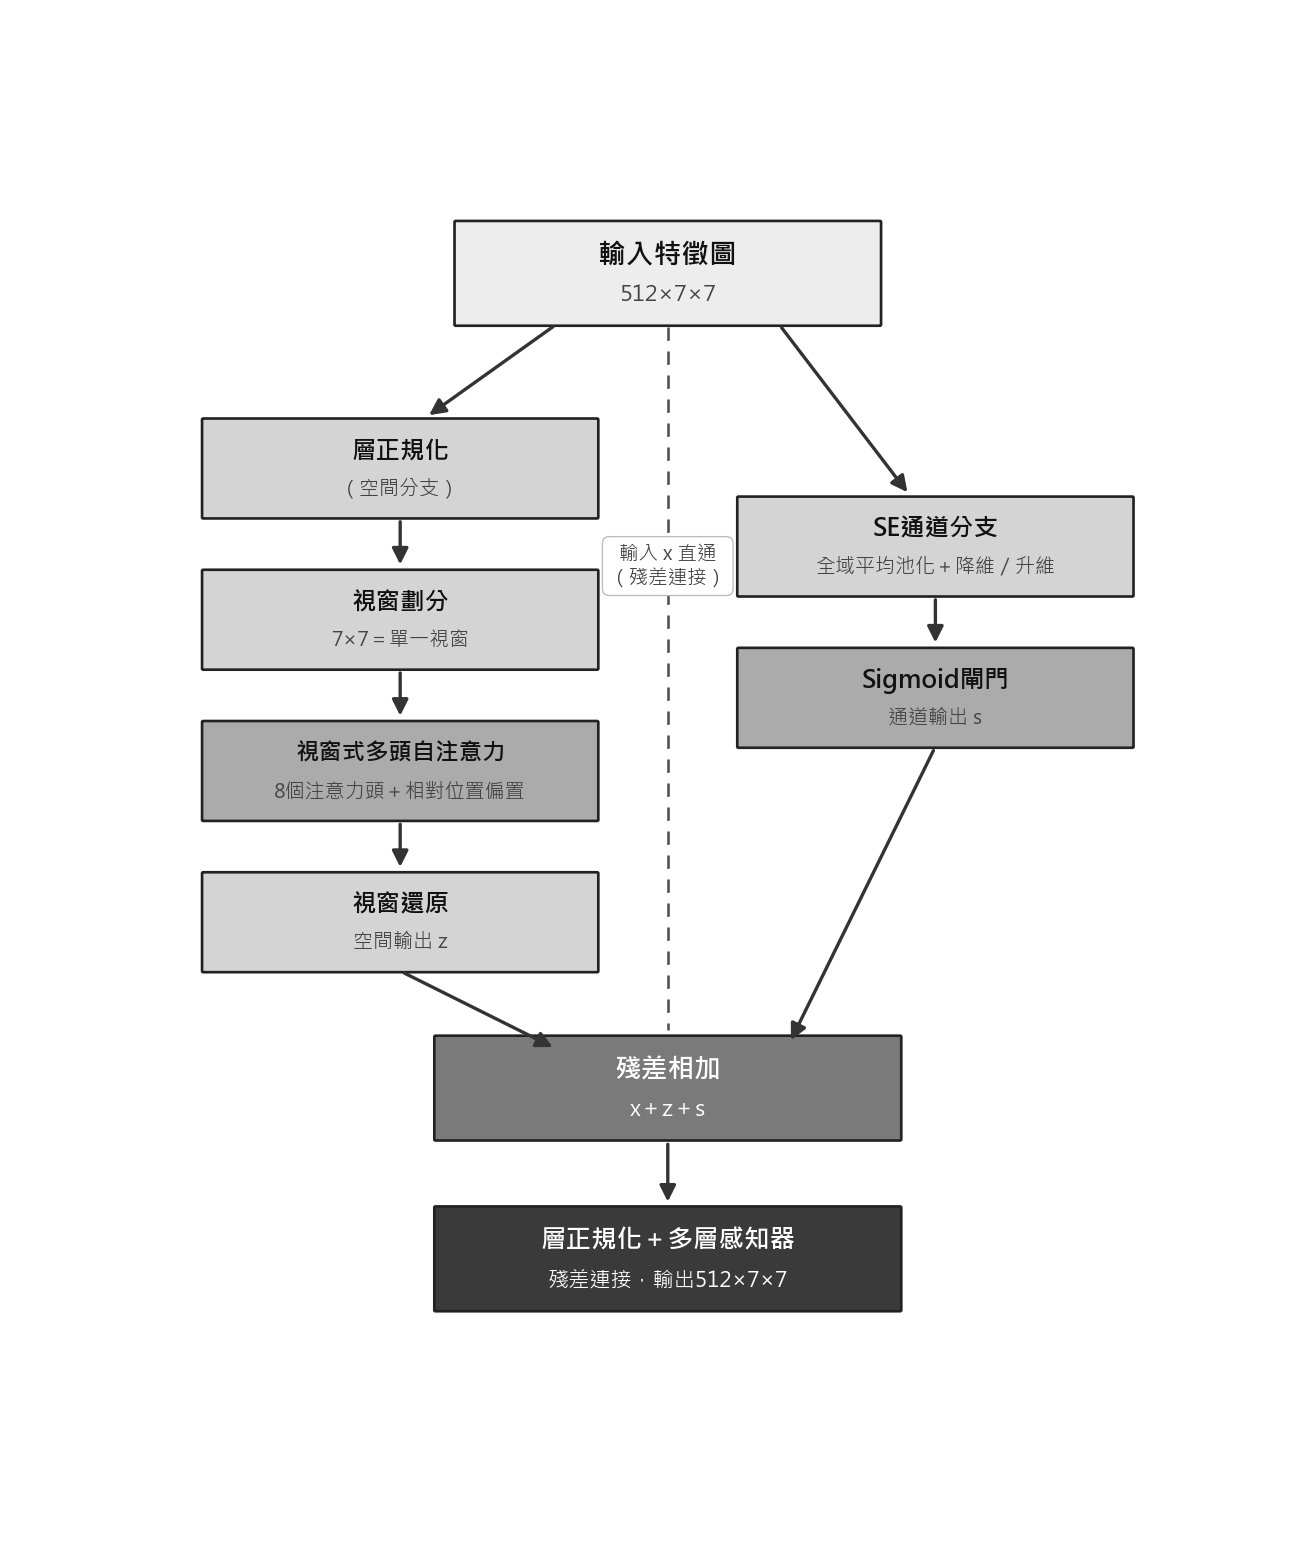 輸入特徵圖
512×7×7
層正規化
( 空間分支 )
視窗劃分
7×7 = 單一視窗
視窗式多頭自注意力
8個注意力頭 + 相對位置偏置
視窗還原
空間輸出 z
輸入 x 直通
( 殘差連接 )
SE通道分支
全域平均池化 + 降維 / 升維
Sigmoid閘門
通道輸出 s
殘差相加
x + z + s
層正規化 + 多層感知器
殘差連接 · 輸出512×7×7